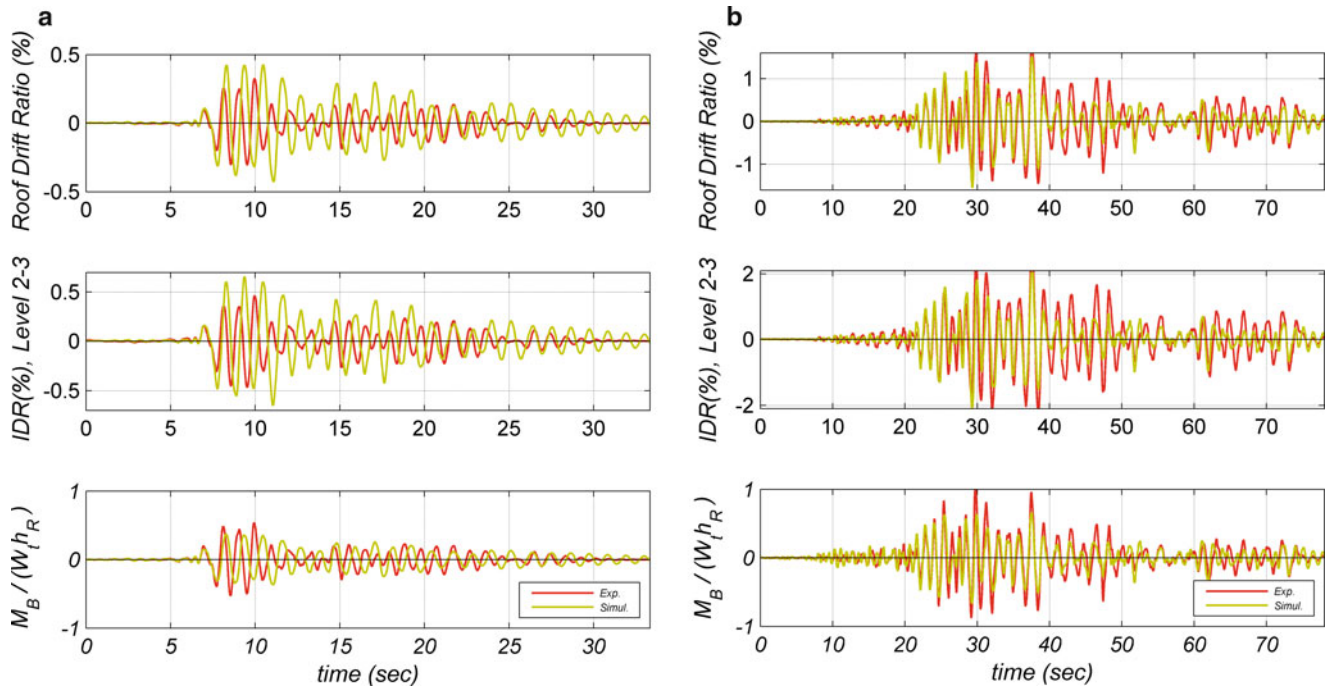 a
Roof Drift Ratio (%)
0.5
0
-0.5
0 5 10 15 20 25 30
IDR(%), Level 2-3
0.5
0
-0.5
0 5 10 15 20 25 30
M_B / (W_t h_R)
1
0
-1
Exp.
Simul.
0 5 10 15 20 25 30
time (sec)
b
Roof Drift Ratio (%)
1
0
-1
0 10 20 30 40 50 60 70
IDR(%), Level 2-3
2
0
-2
0 10 20 30 40 50 60 70
M_B / (W_t h_R)
1
0
-1
Exp.
Simul.
0 10 20 30 40 50 60 70
time (sec)